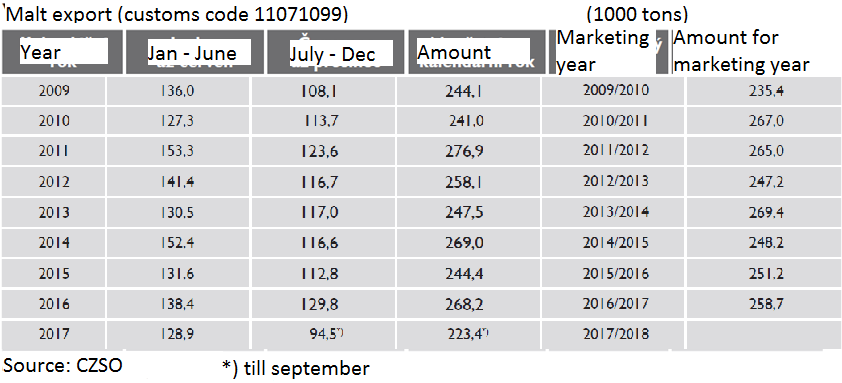 Malt export (customs code 11071099) (1000 tons)
Year Jan - June July - Dec Amount Marketing year Amount for marketing year
2009 136,0 108,1 244,1 2009/2010 235,4
2010 127,3 113,7 241,0 2010/2011 267,0
2011 153,3 123,6 276,9 2011/2012 265,0
2012 141,4 116,7 258,1 2012/2013 247,2
2013 130,5 117,0 247,5 2013/2014 269,4
2014 152,4 116,6 269,0 2014/2015 248,2
2015 131,6 112,8 244,4 2015/2016 251,2
2016 138,4 129,8 268,2 2016/2017 258,7
2017 128,9 94,5*) 223,4*) 2017/2018
Source: CZSO *) till september